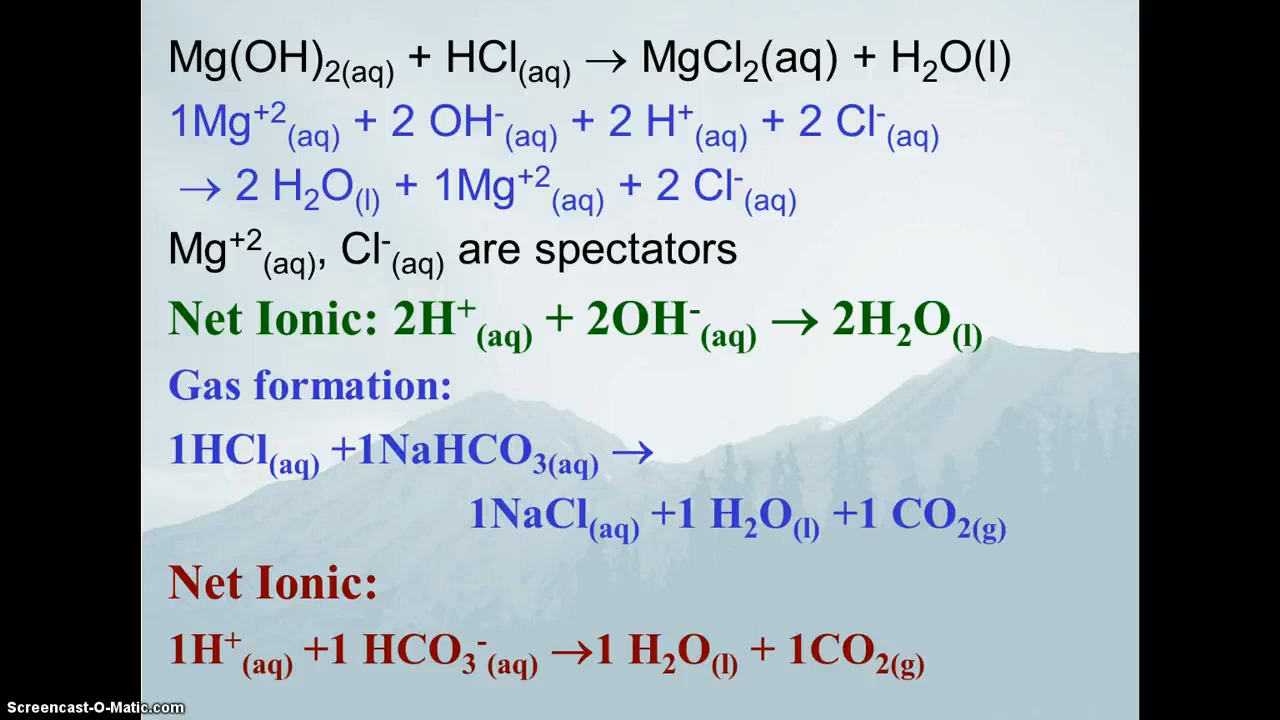 Mg(OH)₂(aq) + HCl(aq) → MgCl₂(aq) + H₂O(l)
1Mg⁺²(aq) + 2 OH⁻(aq) + 2 H⁺(aq) + 2 Cl⁻(aq)
→ 2 H₂O(l) + 1Mg⁺²(aq) + 2 Cl⁻(aq)
Mg⁺²(aq), Cl⁻(aq) are spectators
Net Ionic: 2H⁺(aq) + 2OH⁻(aq) → 2H₂O(l)
Gas formation:
1HCl(aq) +1NaHCO₃(aq) →
1NaCl(aq) +1 H₂O(l) +1 CO₂(g)
Net Ionic:
1H⁺(aq) +1 HCO₃⁻(aq) →1 H₂O(l) + 1CO₂(g)
Screencast-O-Matic.com